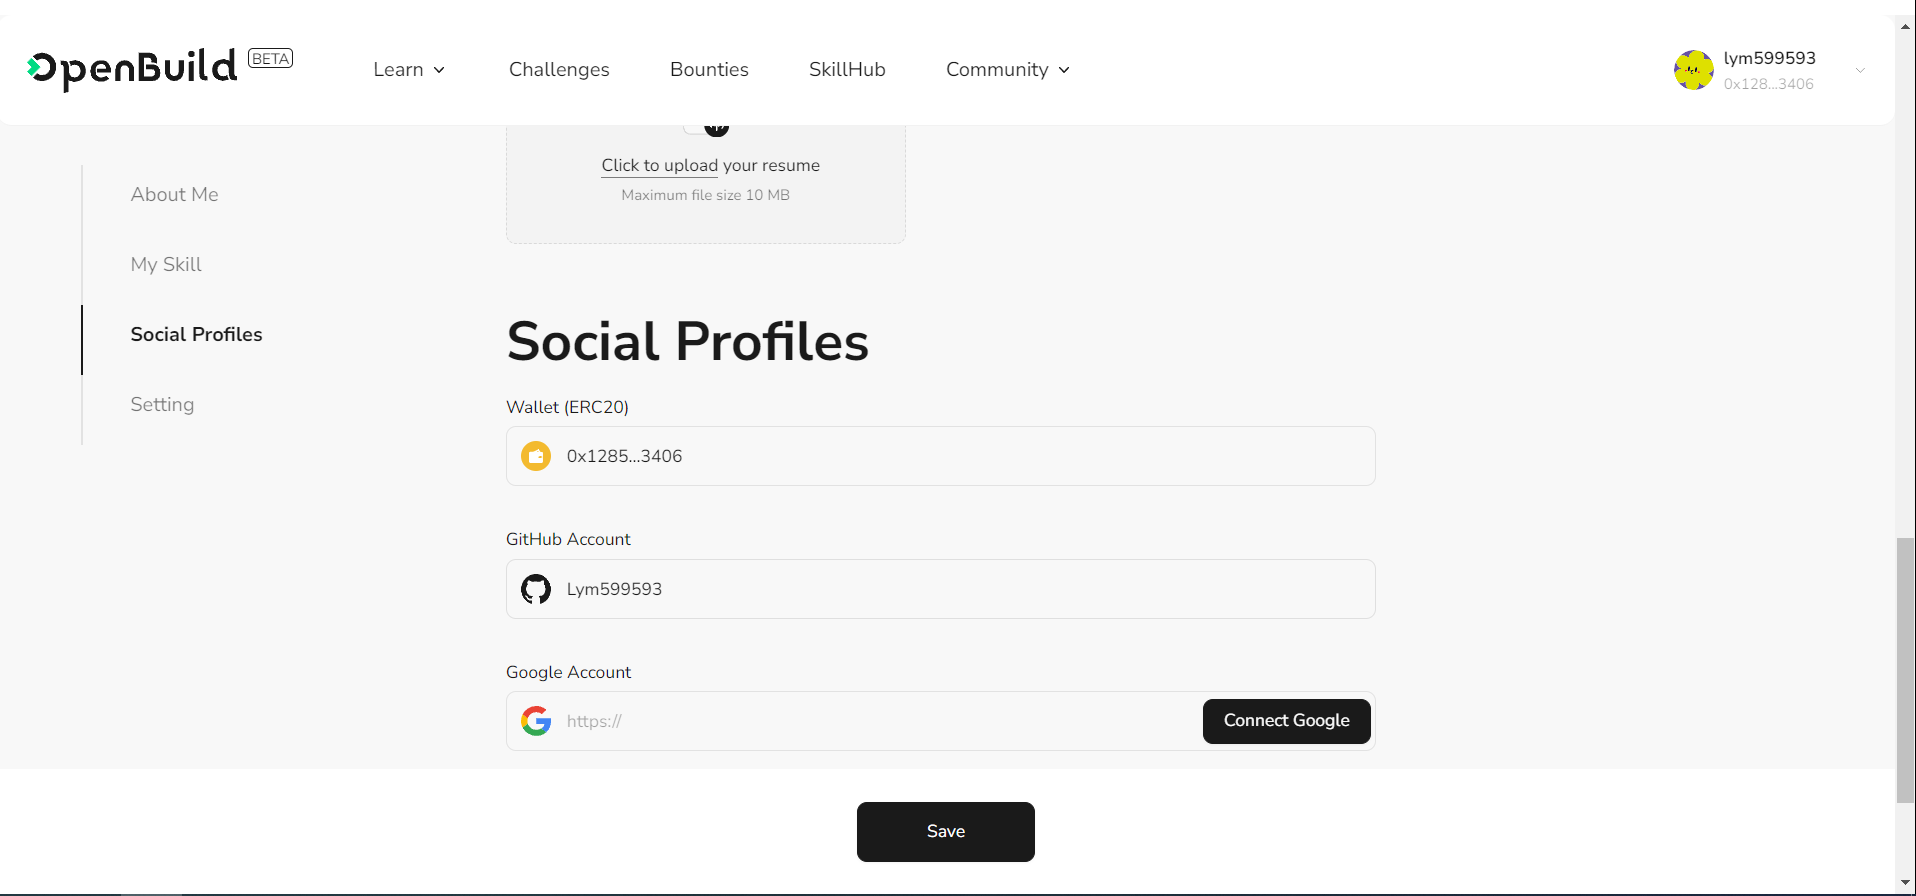 OpenBuild BETA
Learn Challenges Bounties SkillHub Community
lym599593
0x128...3406
About Me
My Skill
Social Profiles
Setting
Click to upload your resume
Maximum file size 10 MB
Social Profiles
Wallet (ERC20)
0x1285...3406
GitHub Account
Lym599593
Google Account
https://
Connect Google
Save